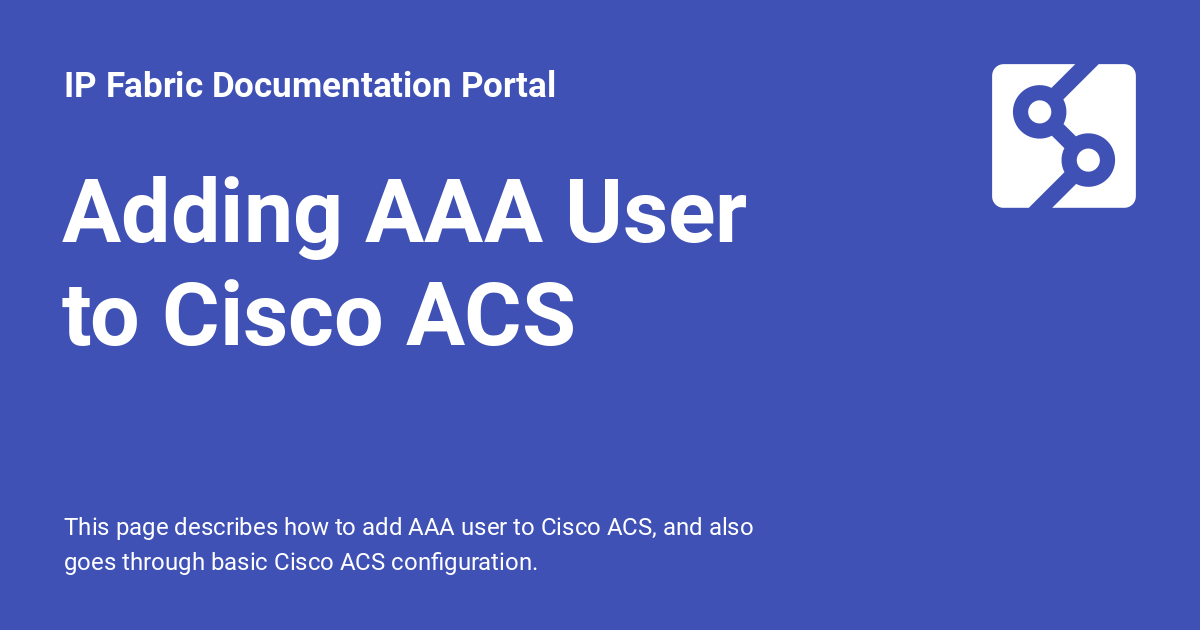 IP Fabric Documentation Portal
Adding AAA User
to Cisco ACS
This page describes how to add AAA user to Cisco ACS, and also
goes through basic Cisco ACS configuration.